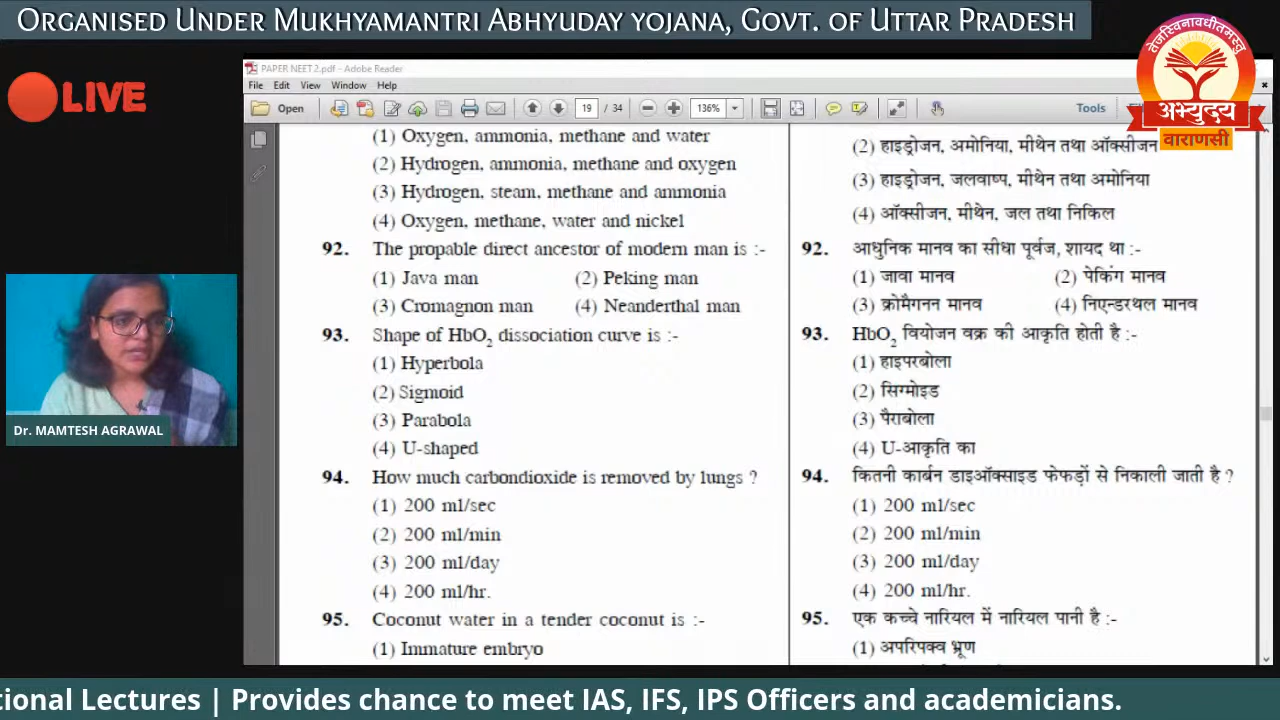 ORGANISED UNDER MUKHYAMANTRI ABHYUDAY YOJANA, GOVT. OF UTTAR PRADESH
तेजस्विनावधीतमस्तु
अभ्युदय
वाराणसी
LIVE
PAPER NEET 2.pdf - Adobe Reader
File Edit View Window Help
Open 19 / 34 136% Tools
(1) Oxygen, ammonia, methane and water
(2) Hydrogen, ammonia, methane and oxygen
(3) Hydrogen, steam, methane and ammonia
(4) Oxygen, methane, water and nickel
92. The propable direct ancestor of modern man is :-
(1) Java man (2) Peking man
(3) Cromagnon man (4) Neanderthal man
93. Shape of HbO₂ dissociation curve is :-
(1) Hyperbola
(2) Sigmoid
(3) Parabola
(4) U-shaped
94. How much carbondioxide is removed by lungs ?
(1) 200 ml/sec
(2) 200 ml/min
(3) 200 ml/day
(4) 200 ml/hr.
95. Coconut water in a tender coconut is :-
(1) Immature embryo
(2) हाइड्रोजन, अमोनिया, मीथेन तथा ऑक्सीजन
(3) हाइड्रोजन, जलवाष्प, मीथेन तथा अमोनिया
(4) ऑक्सीजन, मीथेन, जल तथा निकिल
92. आधुनिक मानव का सीधा पूर्वज, शायद था :-
(1) जावा मानव (2) पेकिंग मानव
(3) क्रोमैगनन मानव (4) निएन्डरथल मानव
93. HbO₂ वियोजन वक्र की आकृति होती है :-
(1) हाइपरबोला
(2) सिग्मोइड
(3) पैराबोला
(4) U-आकृति का
94. कितनी कार्बन डाइऑक्साइड फेफड़ों से निकाली जाती है ?
(1) 200 ml/sec
(2) 200 ml/min
(3) 200 ml/day
(4) 200 ml/hr.
95. एक कच्चे नारियल में नारियल पानी है :-
(1) अपरिपक्व भ्रूण
Dr. MAMTESH AGRAWAL
tional Lectures | Provides chance to meet IAS, IFS, IPS Officers and academicians.